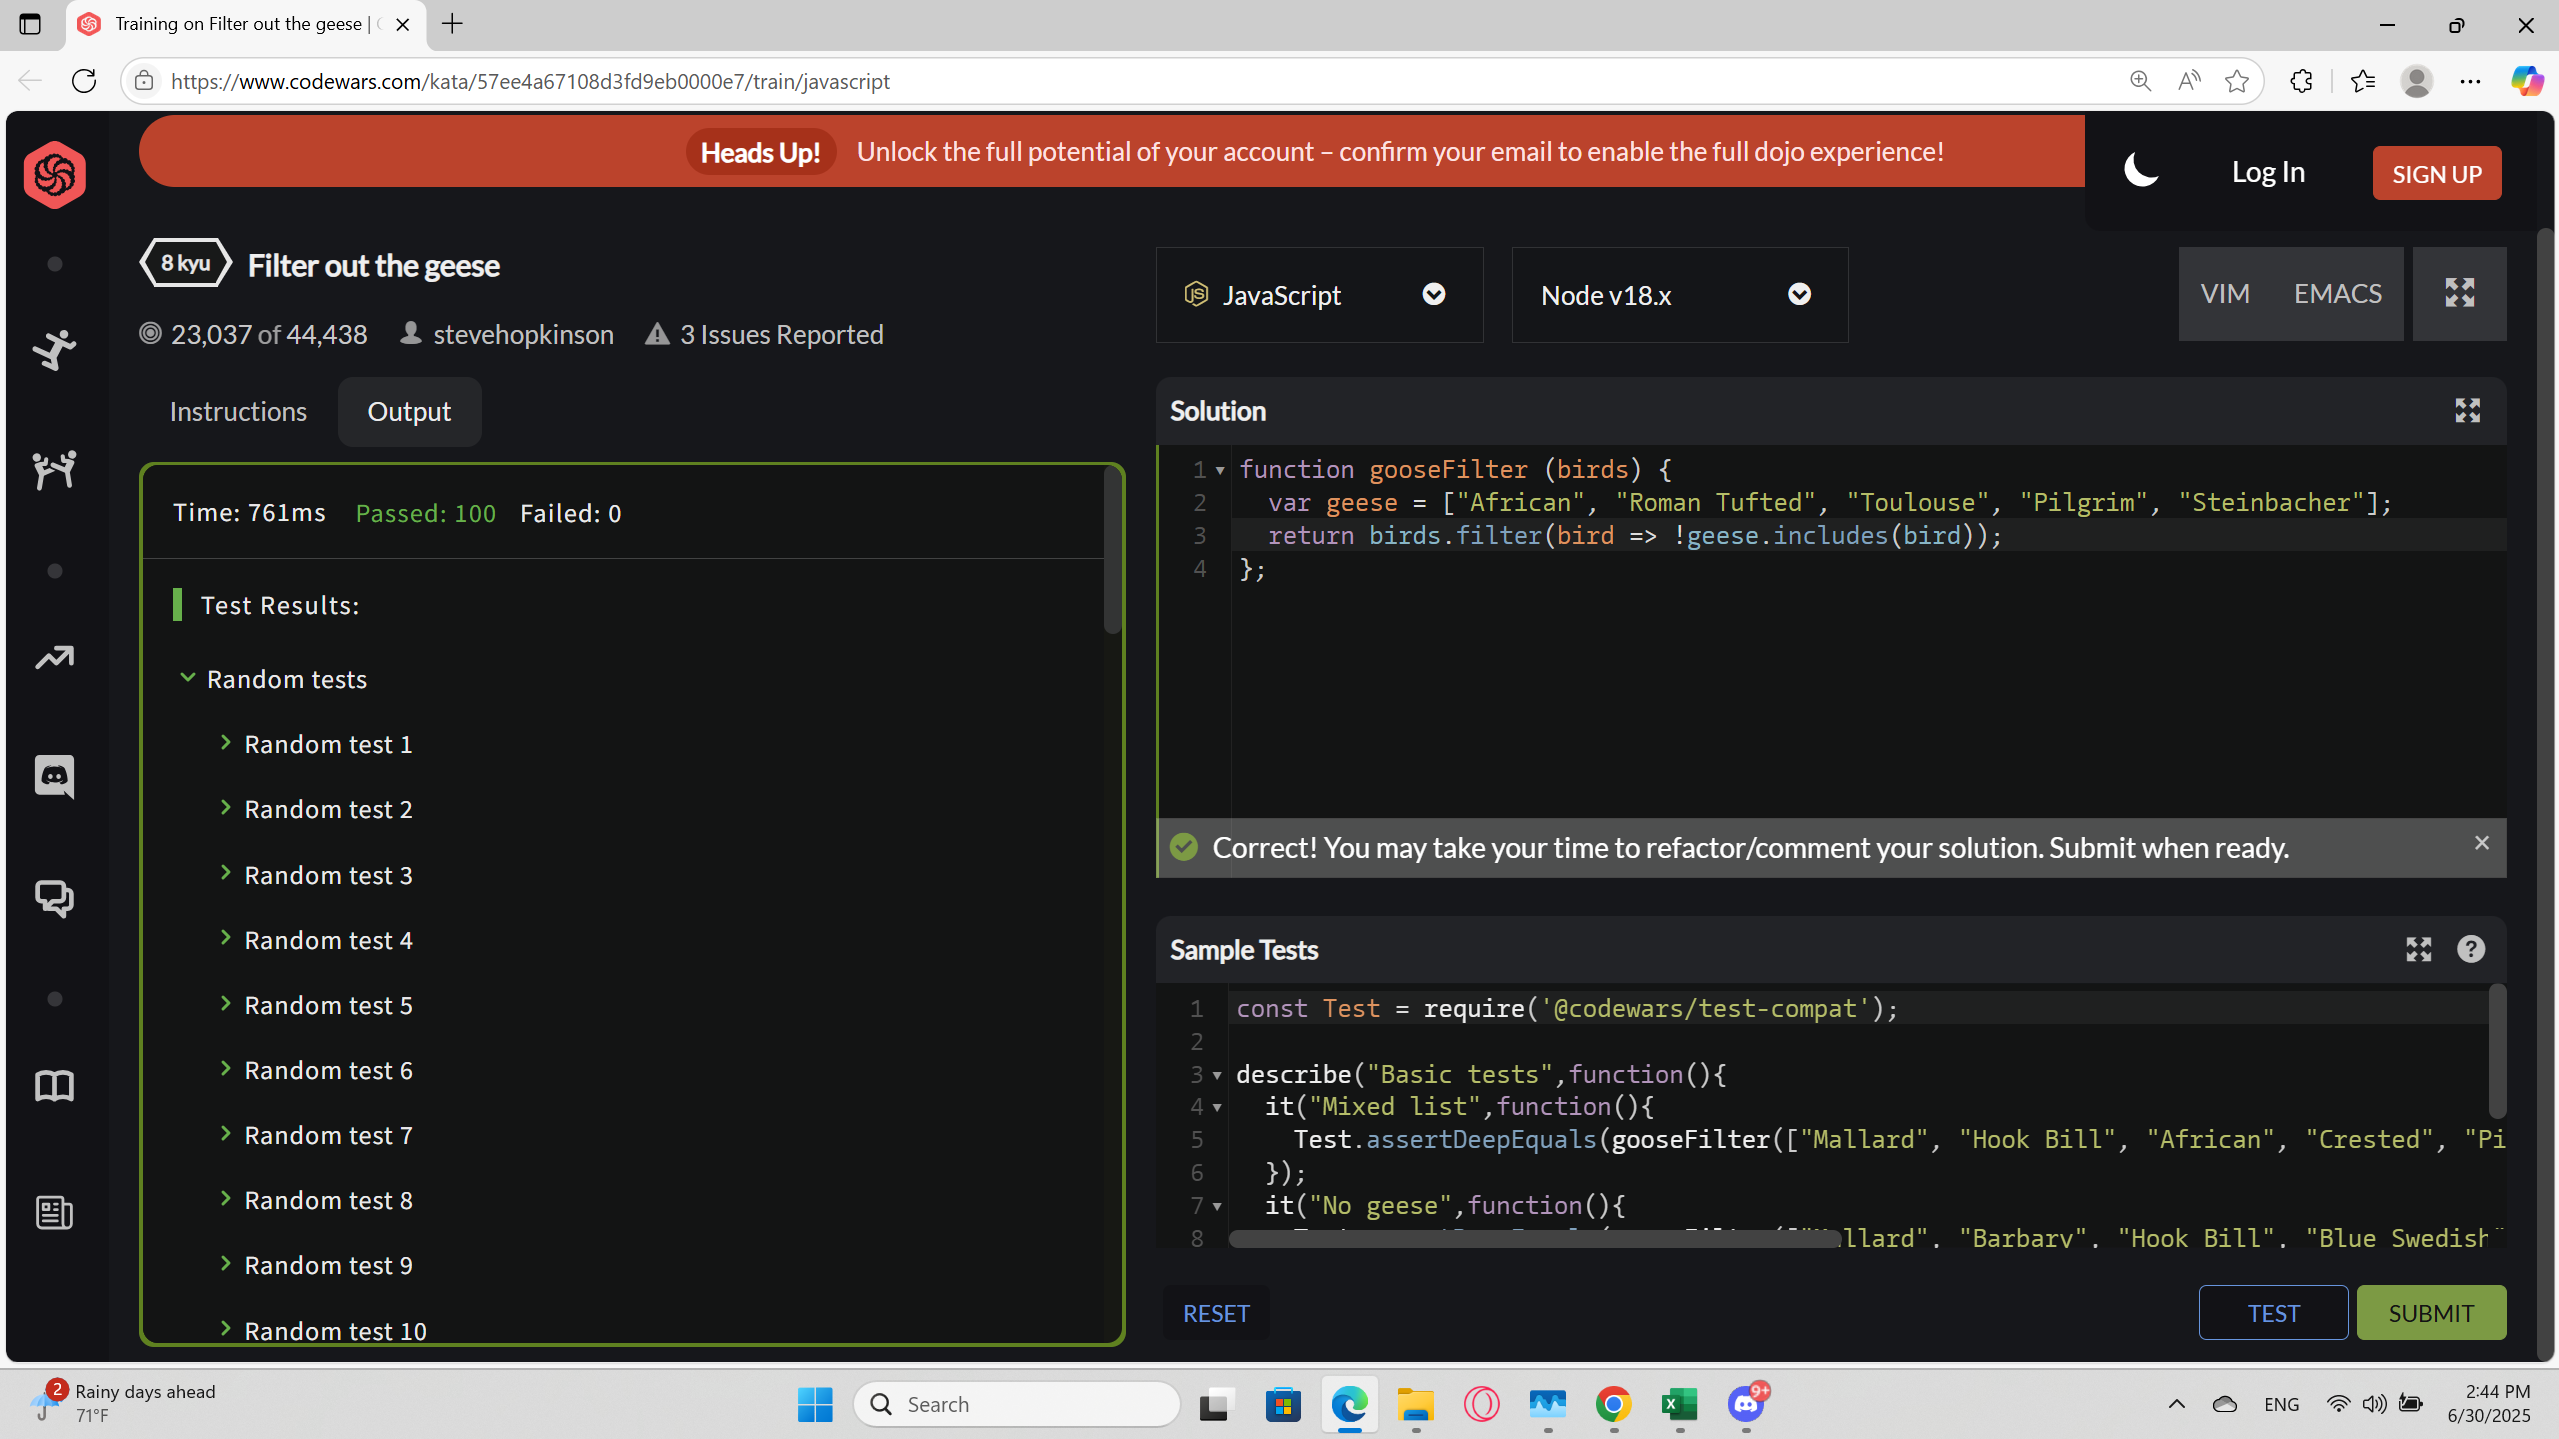 Training on Filter out the geese |
https://www.codewars.com/kata/57ee4a67108d3fd9eb0000e7/train/javascript
Heads Up! Unlock the full potential of your account – confirm your email to enable the full dojo experience!
Log In
SIGN UP
8 kyu
Filter out the geese
23,037 of 44,438 stevehopkinson 3 Issues Reported
JavaScript
Node v18.x
VIM EMACS
Instructions
Output
Time: 761ms Passed: 100 Failed: 0
Test Results:
Random tests
Random test 1
Random test 2
Random test 3
Random test 4
Random test 5
Random test 6
Random test 7
Random test 8
Random test 9
Random test 10
Solution
1 function gooseFilter (birds) {
2 var geese = ["African", "Roman Tufted", "Toulouse", "Pilgrim", "Steinbacher"];
3 return birds.filter(bird => !geese.includes(bird));
4 };
Correct! You may take your time to refactor/comment your solution. Submit when ready.
Sample Tests
1 const Test = require('@codewars/test-compat');
2
3 describe("Basic tests",function(){
4 it("Mixed list",function(){
5 Test.assertDeepEquals(gooseFilter(["Mallard", "Hook Bill", "African", "Crested", "Pi
6 });
7 it("No geese",function(){
8 llard", "Barbary", "Hook Bill", "Blue Swedish"
RESET
TEST
SUBMIT
2
Rainy days ahead
71°F
Search
9+
ENG
2:44 PM
6/30/2025